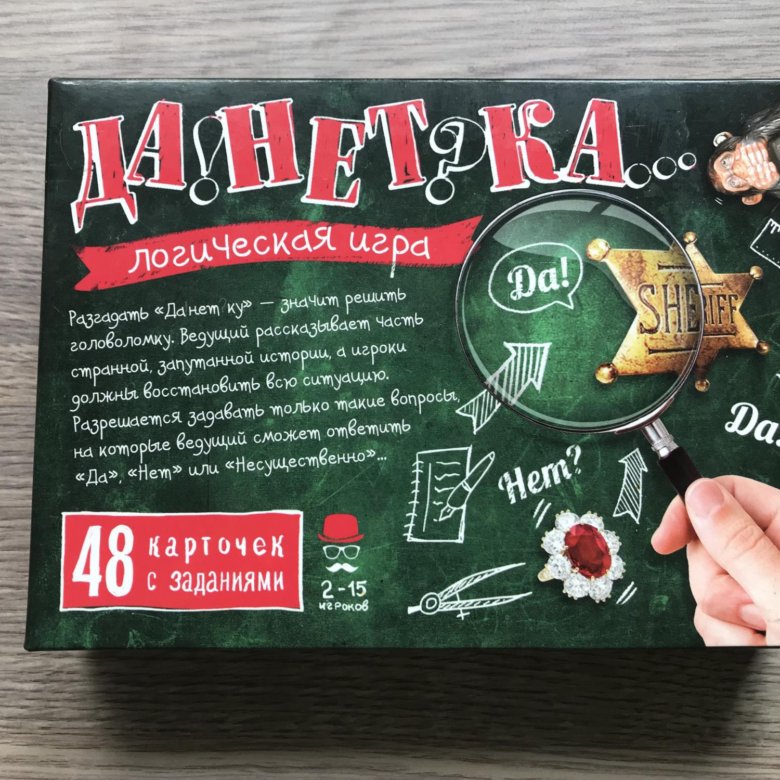 ДА!НЕТ?КА...
логическая игра
Разгадать «Данетку» — значит решить
головоломку. Ведущий рассказывает часть
странной, запутанной истории, а игроки
должны восстановить всю ситуацию.
Разрешается задавать только такие вопросы,
на которые ведущий сможет ответить
«Да», «Нет» или «Несущественно»...
48 карточек
с заданиями
2-15
игроков
Да!
SHERIFF
Да!
Нет?